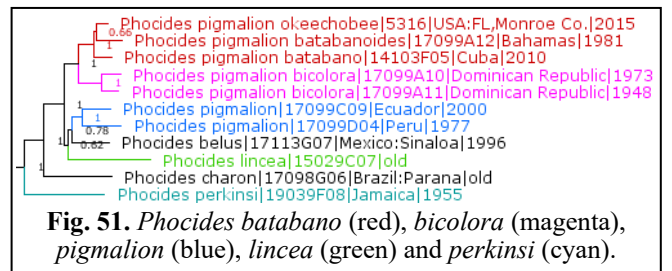 Phocides pigmalion okeechobee|5316|USA:FL,Monroe Co.|2015
0.66
Phocides pigmalion batabanoides|17099A12|Bahamas|1981
1
Phocides pigmalion batabano|14103F05|Cuba|2010
1
Phocides pigmalion bicolora|17099A10|Dominican Republic|1973
1
Phocides pigmalion bicolora|17099A11|Dominican Republic|1948
Phocides pigmalion|17099C09|Ecuador|2000
1
Phocides pigmalion|17099D04|Peru|1977
0.78
1
Phocides belus|17113G07|Mexico:Sinaloa|1996
0.62
Phocides lincea|15029C07|old
1
Phocides charon|17098G06|Brazil:Parana|old
Phocides perkinsi|19039F08|Jamaica|1955
Fig. 51. Phocides batabano (red), bicolora (magenta),
pigmalion (blue), lincea (green) and perkinsi (cyan).